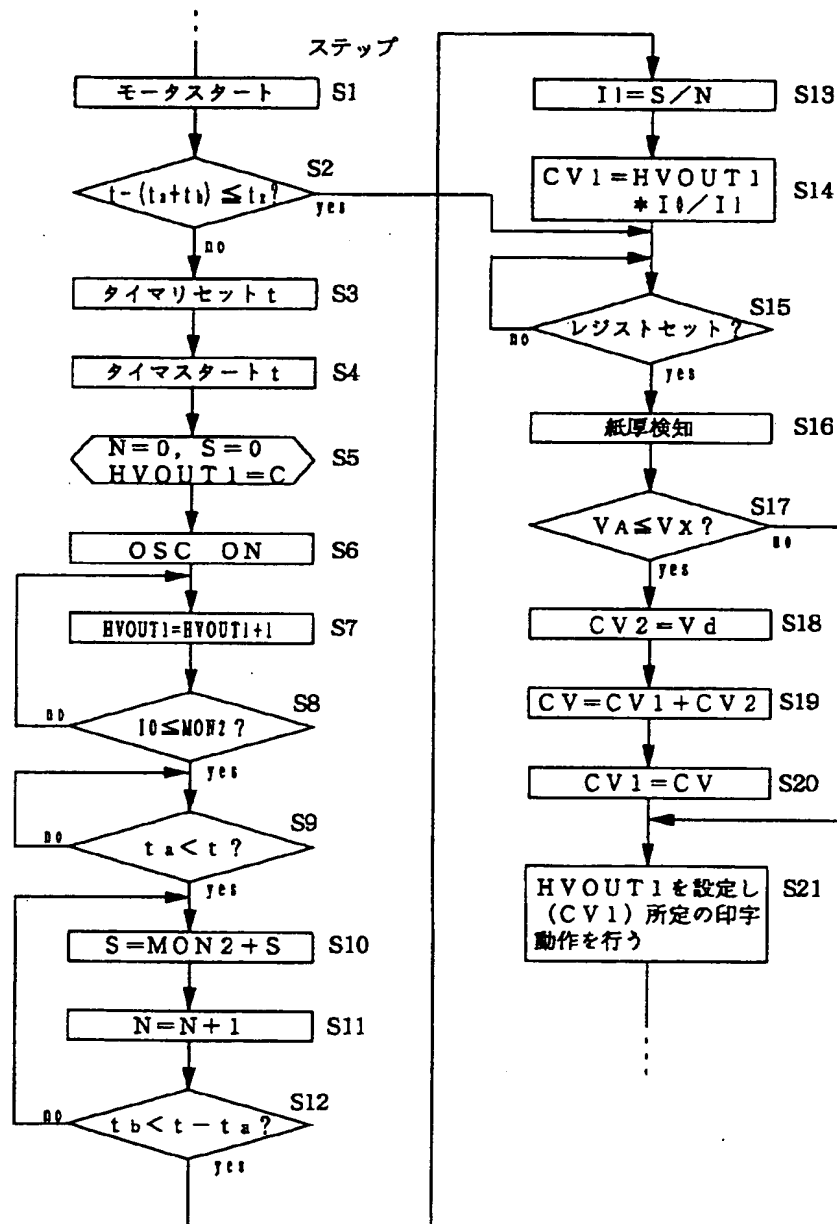 ステップ
モータスタート S1
t-(ta+tb)≦tz? S2
yes
no
タイマリセットt S3
タイマスタートt S4
N=0, S=0
HVOUT1=C S5
OSC ON S6
HVOUT1=HVOUT1+1 S7
I0≦MON2? S8
no
yes
ta<t? S9
no
yes
S=MON2+S S10
N=N+1 S11
tb<t-ta? S12
no
yes
I1=S/N S13
CV1=HVOUT1
*I0/I1 S14
レジストセット? S15
no
yes
紙厚検知 S16
VA≦VX? S17
no
yes
CV2=Vd S18
CV=CV1+CV2 S19
CV1=CV S20
HVOUT1を設定し S21
(CV1)所定の印字
動作を行う